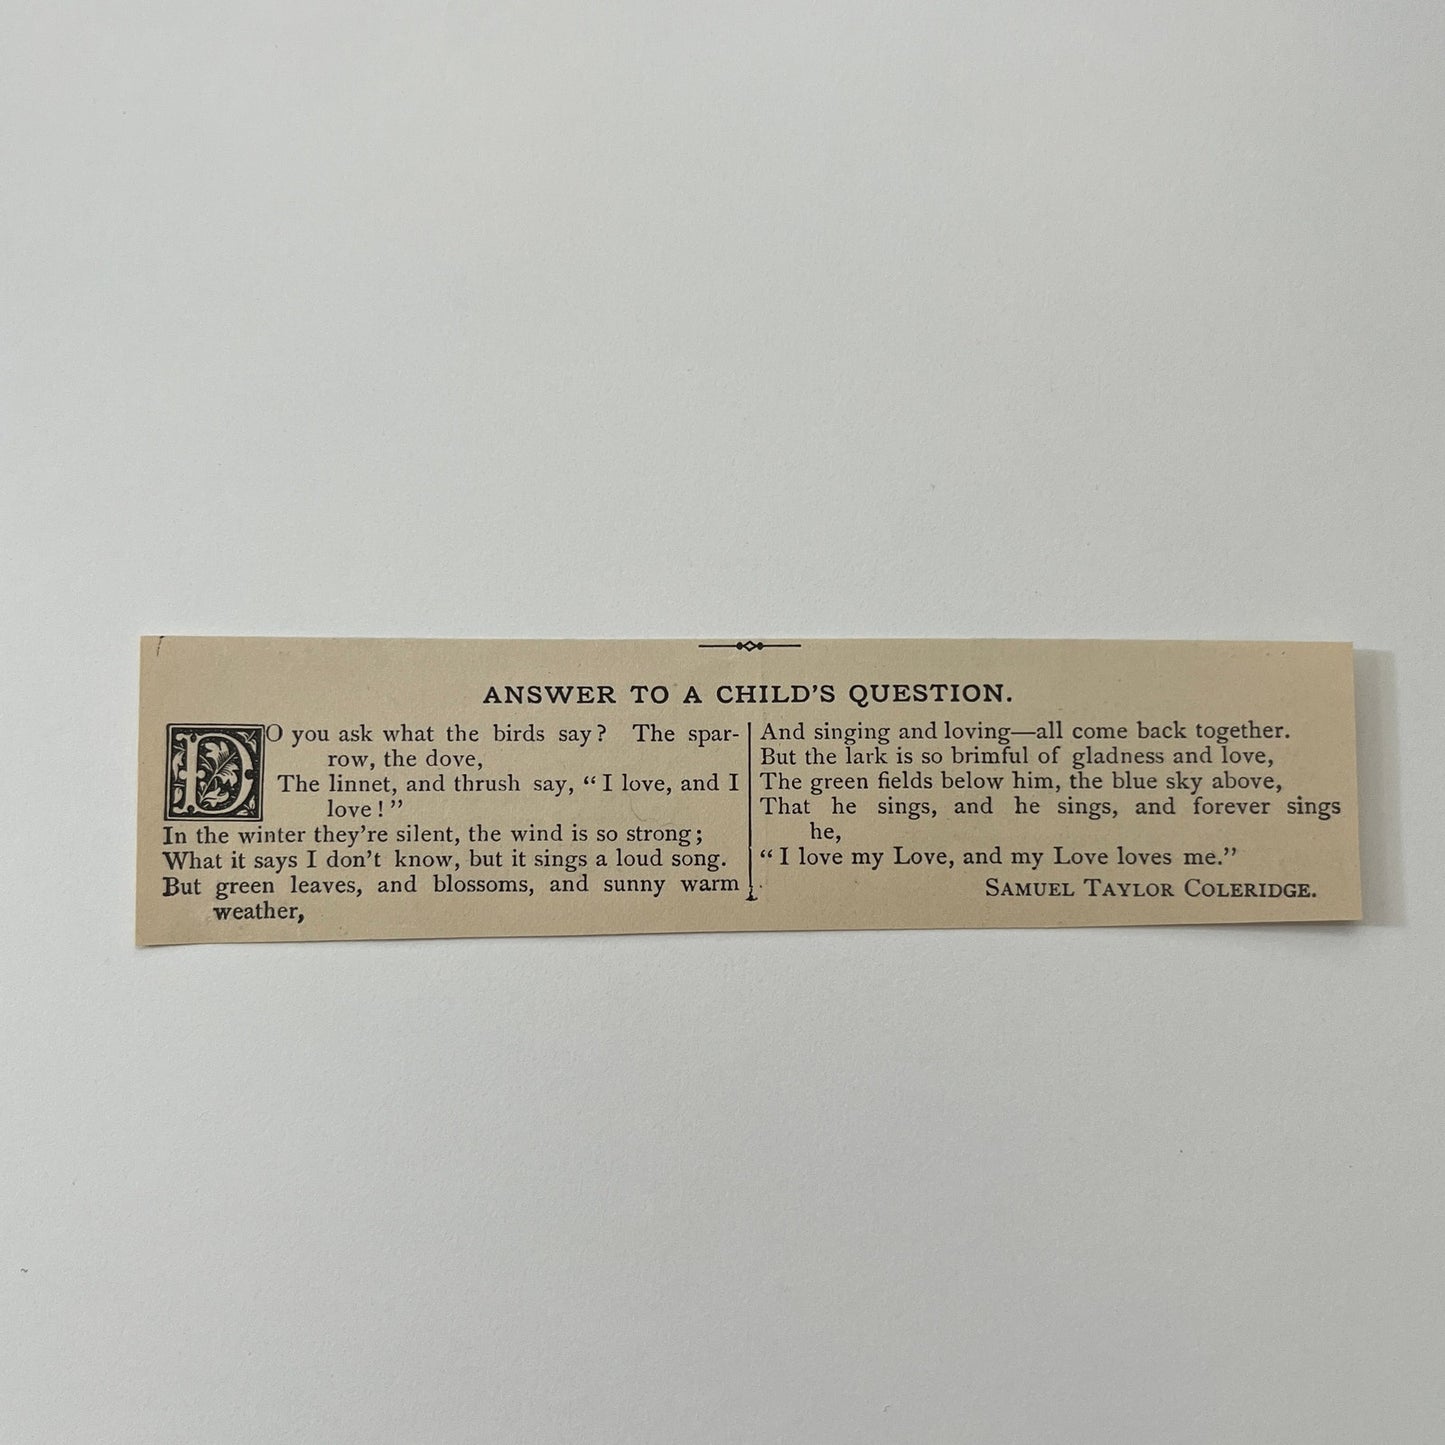 ANSWER TO A CHILD'S QUESTION.
DO you ask what the birds say? The spar-
row, the dove,
The linnet, and thrush say, “I love, and I
love!”
In the winter they're silent, the wind is so strong;
What it says I don't know, but it sings a loud song.
But green leaves, and blossoms, and sunny warm
weather,
And singing and loving—all come back together.
But the lark is so brimful of gladness and love,
The green fields below him, the blue sky above,
That he sings, and he sings, and forever sings
he,
“I love my Love, and my Love loves me.”
SAMUEL TAYLOR COLERIDGE.